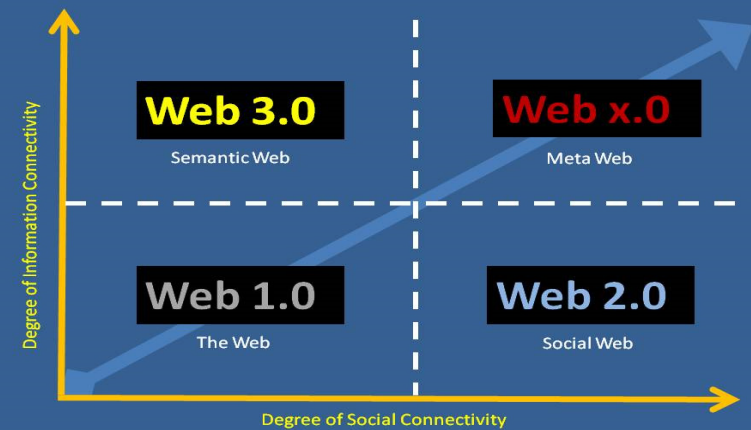 Degree of Information Connectivity
Web 3.0
Semantic Web
Web x.0
Meta Web
Web 1.0
The Web
Web 2.0
Social Web
Degree of Social Connectivity